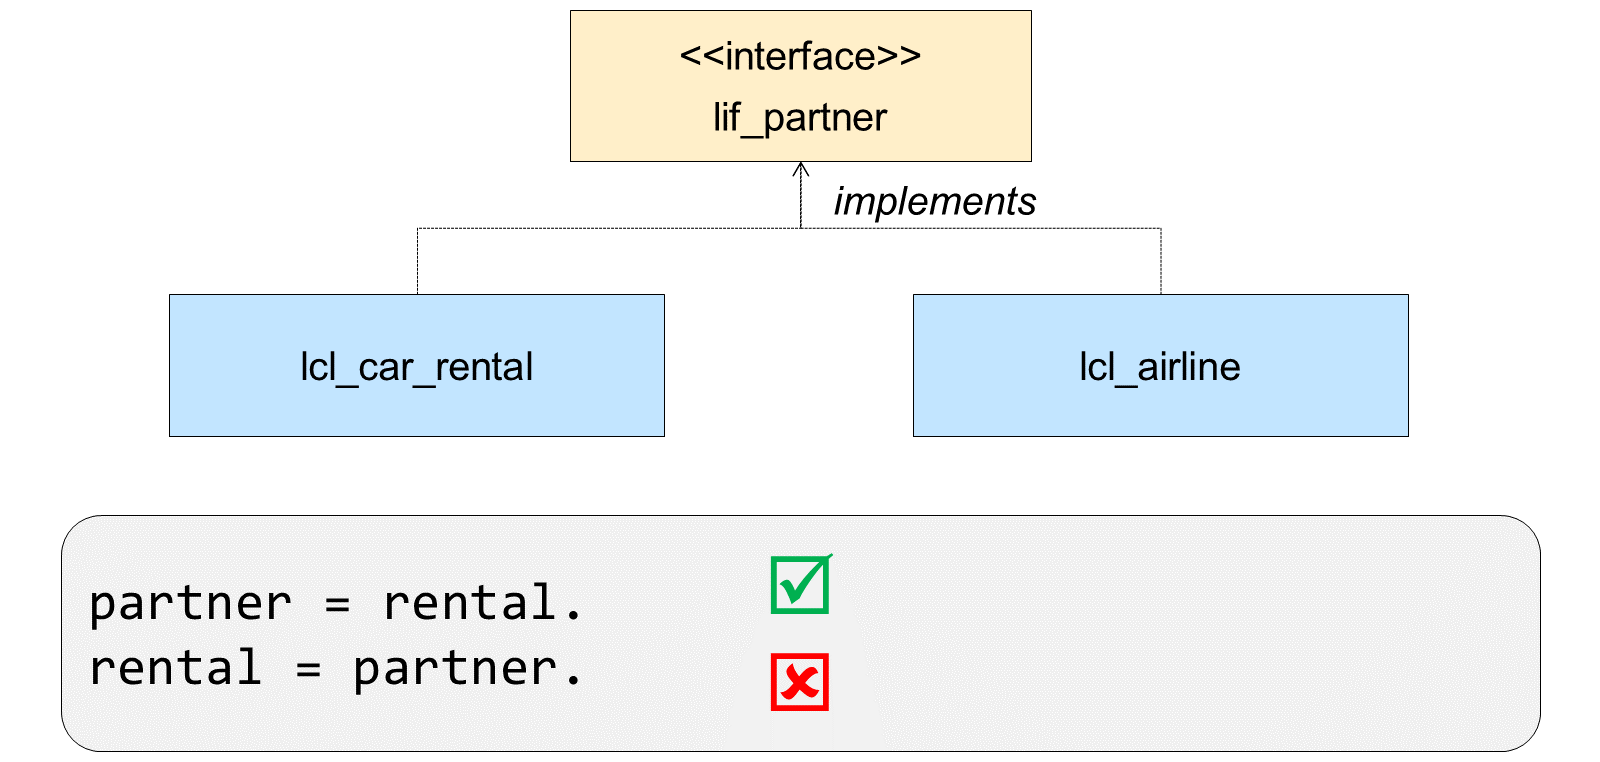 <<interface>>
lif_partner
implements
lcl_car_rental
lcl_airline
partner = rental.
rental = partner.